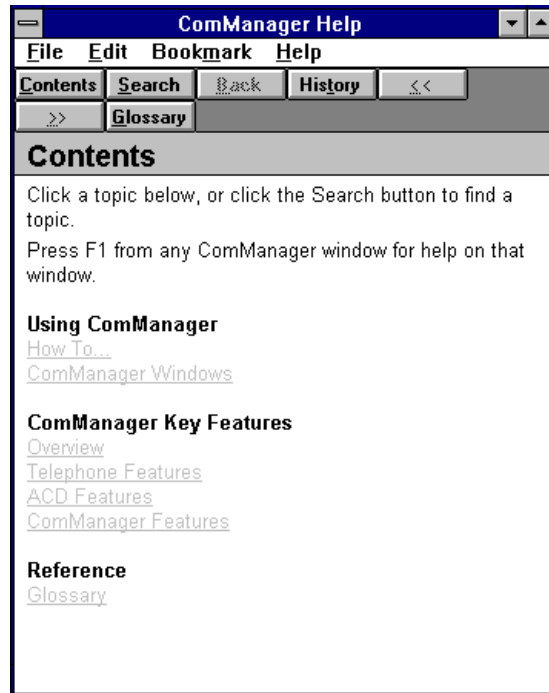 ComManager Help
File Edit Bookmark Help
Contents Search Back History <<
>> Glossary
Contents
Click a topic below, or click the Search button to find a
topic.
Press F1 from any ComManager window for help on that
window.
Using ComManager
How To...
ComManager Windows
ComManager Key Features
Overview
Telephone Features
ACD Features
ComManager Features
Reference
Glossary